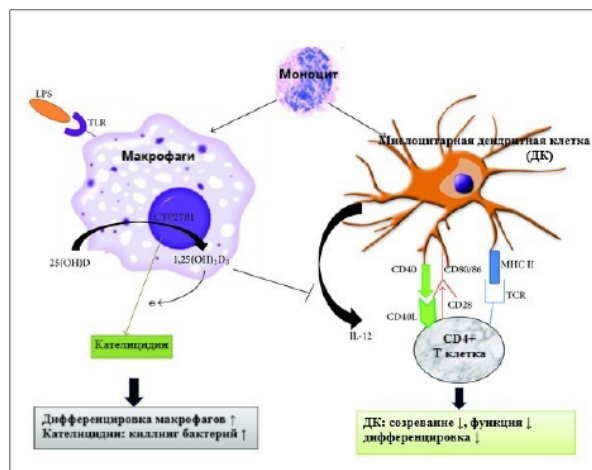 Моноцит
LPS
TLR
Макрофаги
Миелоцитарная дендритная клетка
(ДК)
CYP27B1
25(OH)D
1,25(OH)₂D₃
CD40
CD80/86
MHC II
TCR
CD28
CD40L
IL-12
CD4+
Т клетка
Кателицидин
Дифференцировка макрофагов ↑
Кателицидин: киллинг бактерий ↑
ДК: созревание ↓, функция ↓
дифференцировка ↓